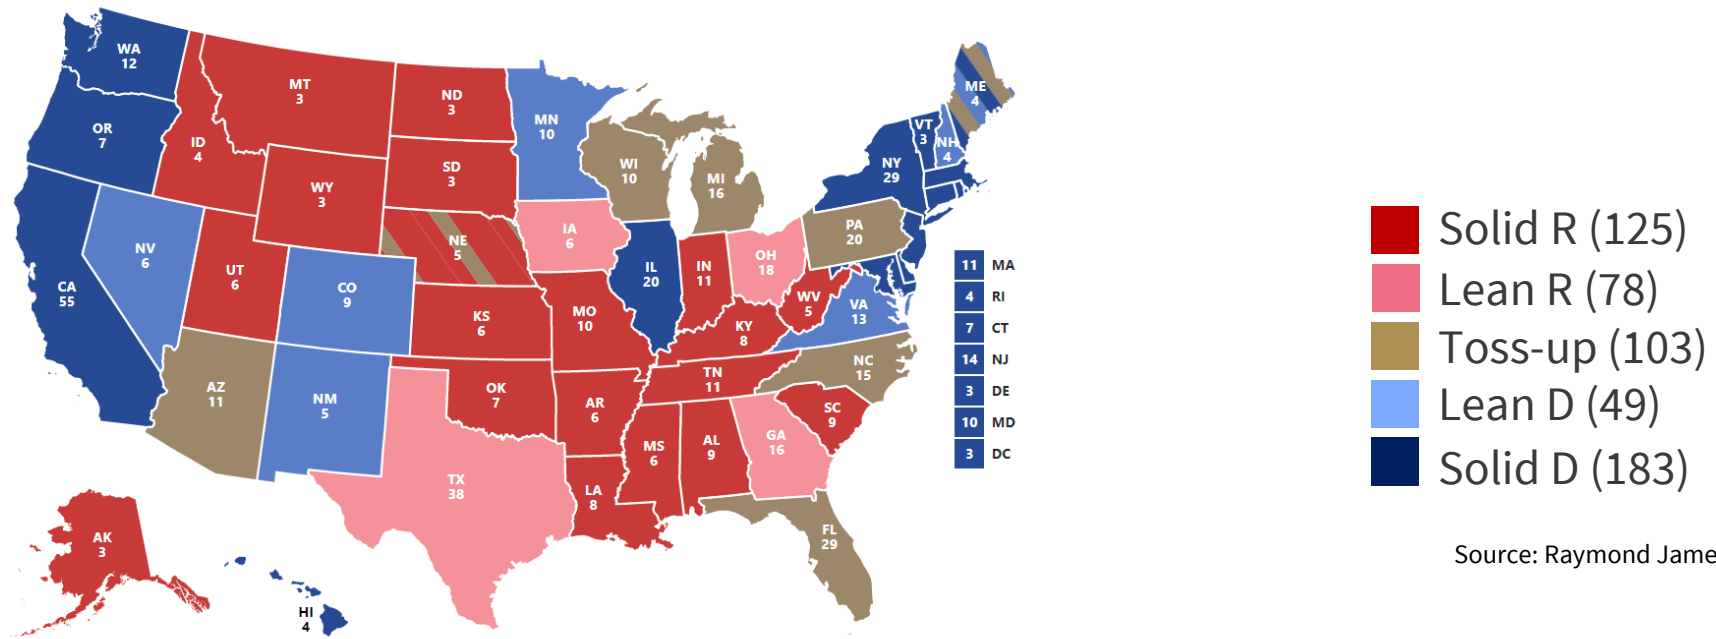 WA
12
OR
7
CA
55
NV
6
ID
4
MT
3
WY
3
UT
6
AZ
11
CO
9
NM
5
ND
3
SD
3
NE
5
KS
6
OK
7
TX
38
MN
10
IA
6
MO
10
AR
6
LA
8
WI
10
IL
20
MI
16
IN
11
OH
18
KY
8
TN
11
MS
6
AL
9
GA
16
FL
29
SC
9
NC
15
VA
13
WV
5
PA
20
NY
29
VT
3
NH
4
ME
4
AK
3
HI
4
11 MA
4 RI
7 CT
14 NJ
3 DE
10 MD
3 DC
Solid R (125)
Lean R (78)
Toss-up (103)
Lean D (49)
Solid D (183)
Source: Raymond Jame